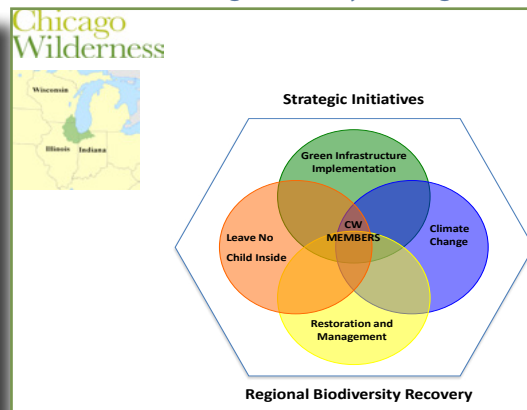 Chicago
Wilderness
Wisconsin
Illinois Indiana
Strategic Initiatives
Green Infrastructure
Implementation
CW
MEMBERS
Leave No
Child Inside
Climate
Change
Restoration and
Management
Regional Biodiversity Recovery